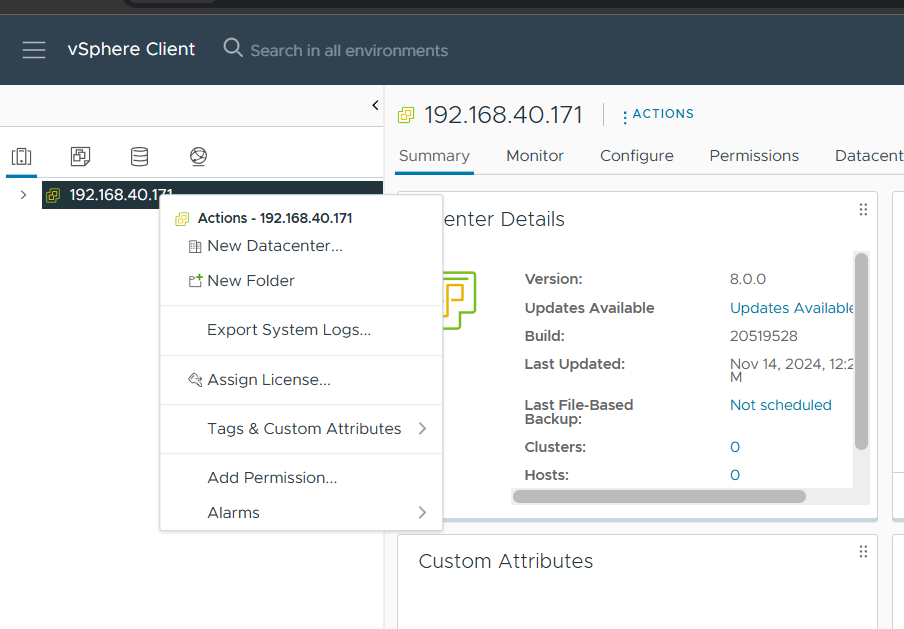 vSphere Client
Search in all environments
192.168.40.171
ACTIONS
Summary
Monitor
Configure
Permissions
192.168.40.171
Actions - 192.168.40.171
New Datacenter...
New Folder
Export System Logs...
Assign License...
Tags & Custom Attributes
Add Permission...
Alarms
enter Details
Version: 8.0.0
Updates Available Updates Available
Build: 20519528
Last Updated: Nov 14, 2024, 12:2
M
Last File-Based Not scheduled
Backup:
Clusters: 0
Hosts: 0
Custom Attributes